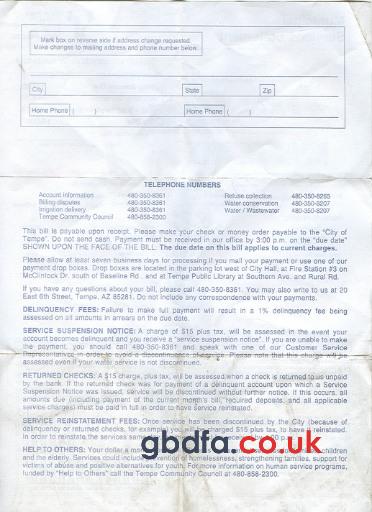 Mark box on reverse side if address change requested.
Make changes to mailing address and phone number below.
City
State
Zip
Home Phone ( )
Home Phone ( )
TELEPHONE NUMBERS
Account information 480-350-8361
Billing disputes 480-350-8361
Irrigation delivery 480-350-8361
Tempe Community Council 480-858-2300
Refuse collection 480-350-8265
Water conservation 480-350-8207
Water / Wastewater 480-350-8207
This bill is payable upon receipt. Please make your check or money order payable to the "City of
Tempe". Do not send cash. Payment must be received in our office by 3:00 p.m. on the "due date"
SHOWN UPON THE FACE OF THE BILL. The due date on this bill applies to current charges.
Please allow at least seven business days for processing if you mail your payment or use one of our
payment drop boxes. Drop boxes are located in the parking lot west of City Hall, at Fire Station #3 on
McClintock Dr. south of Baseline Rd. and at Tempe Public Library at Southern Ave. and Rural Rd.
If you have any questions about your bill, please call 480-350-8361. You may also write to us at 20
East 6th Street, Tempe, AZ 85281. Do not include any correspondence with your payments.
DELINQUENCY FEES: Failure to make full payment will result in a 1% delinquency fee being
assessed on all amounts in arrears on the due date.
SERVICE SUSPENSION NOTICE: A charge of $15 plus tax, will be assessed in the event your
account becomes delinquent and you receive a "service suspension notice". If you are unable to make
the payment, you should call 480-350-8361 and speak with one of our Customer Service
Representatives in order to avoid a discontinuance of service. Please note that this charge will be
assessed even if your water service is not discontinued.
RETURNED CHECKS: A $15 charge, plus tax, will be assessed when a check is returned to us unpaid
by the bank. If the returned check was for payment of a delinquent account upon which a Service
Suspension Notice was issued, service will be discontinued without further notice. If this occurs, all
amounts due (including payment of the current month's bill, required deposits, and all applicable
service charges) must be paid in full in order to have service reinstated.
SERVICE REINSTATEMENT FEES: Once service has been discontinued by the City (because of
delinquency or returned checks, for example) you will be charged $15 plus tax, to have it reinstated.
In order to reinstate the services same
gbdfa.co.uk
HELP TO OTHERS: Your dollar a month children
and the elderly. Services could include prevention of homelessness, strengthening families, support for
victims of abuse and positive alternatives for youth. For more information on human service programs,
funded by "Help to Others" call the Tempe Community Council at 480-858-2300.